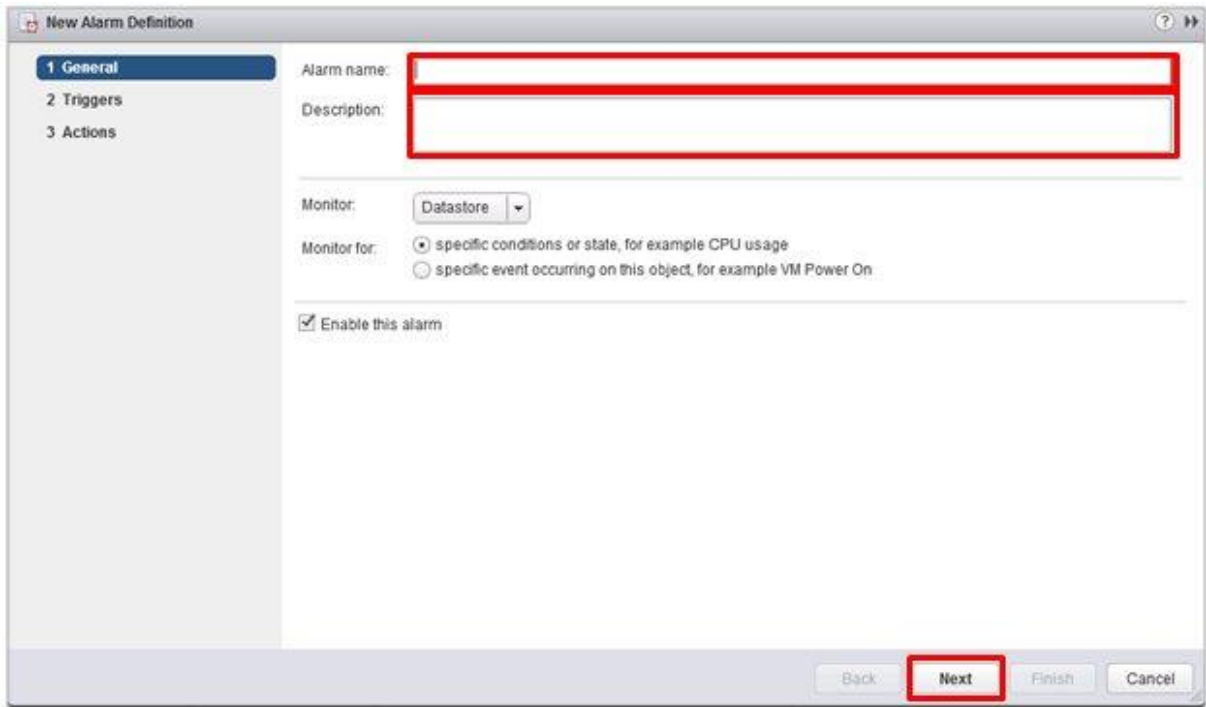 New Alarm Definition
1 General
2 Triggers
3 Actions
Alarm name:
Description:
Monitor: Datastore
Monitor for: specific conditions or state, for example CPU usage
specific event occurring on this object, for example VM Power On
Enable this alarm
Back Next Finish Cancel